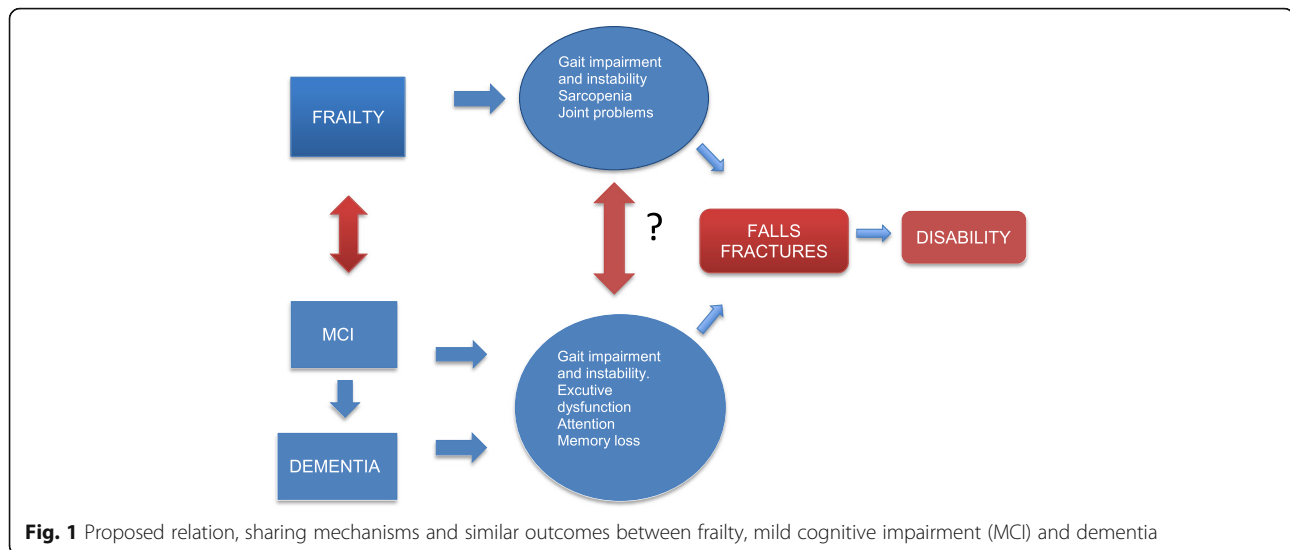 FRAILTY
Gait impairment
and instability
Sarcopenia
Joint problems
?
FALLS
FRACTURES
DISABILITY
MCI
Gait impairment
and instability.
Excutive
dysfunction
Attention
Memory loss
DEMENTIA
Fig. 1 Proposed relation, sharing mechanisms and similar outcomes between frailty, mild cognitive impairment (MCI) and dementia